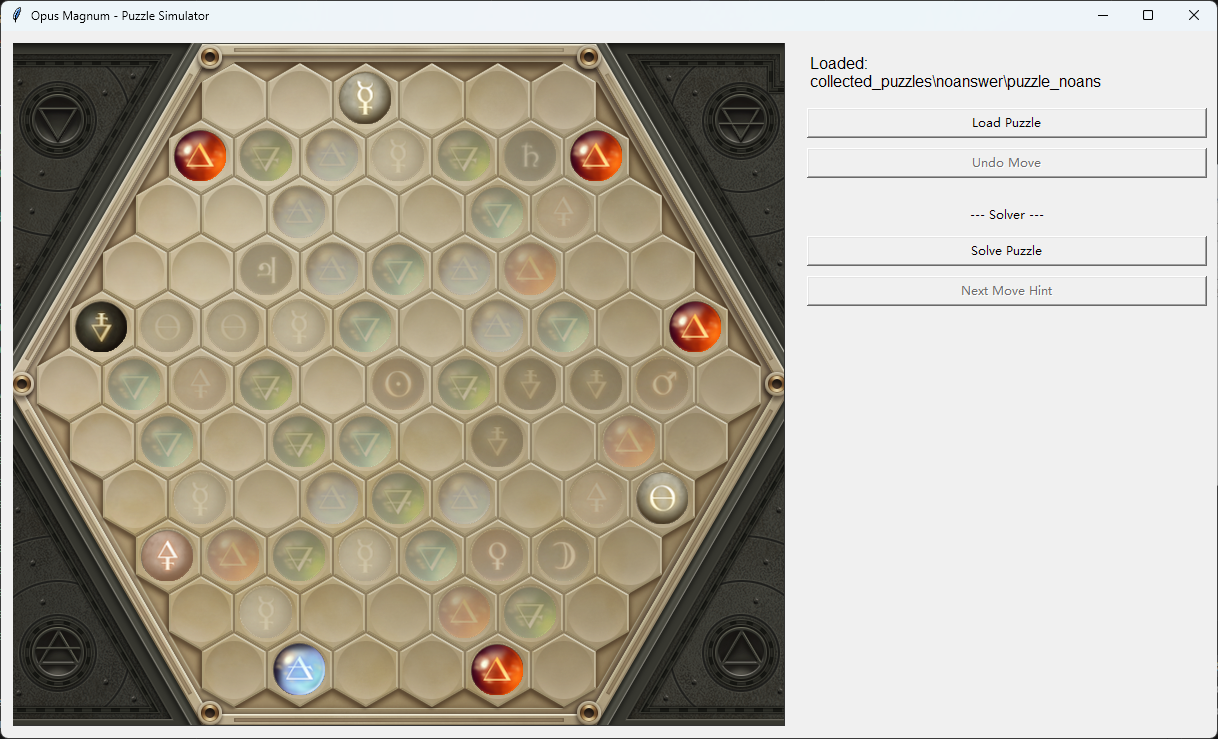 Opus Magnum - Puzzle Simulator
Loaded:
collected_puzzles\noanswer\puzzle_noans
Load Puzzle
Undo Move
--- Solver ---
Solve Puzzle
Next Move Hint